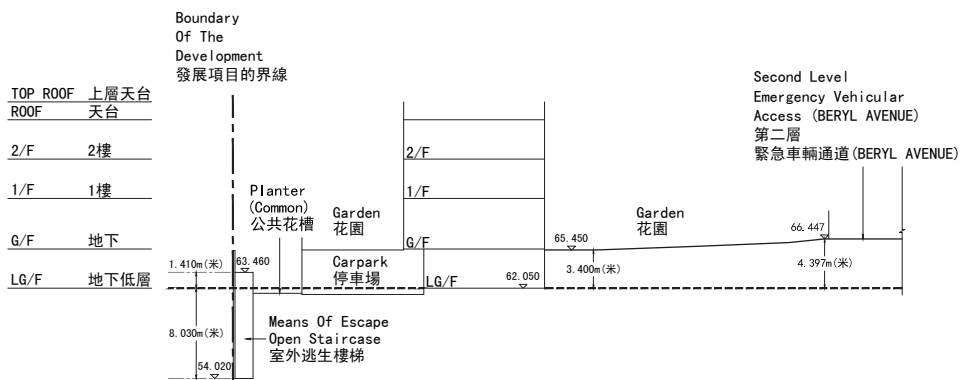 Boundary
Of The
Development
發展項目的界線
TOP ROOF 上層天台
ROOF 天台
2/F 2樓
1/F 1樓
G/F 地下
LG/F 地下低層
Second Level
Emergency Vehicular
Access (BERYL AVENUE)
第二層
緊急車輛通道(BERYL AVENUE)
2/F
1/F
G/F
LG/F
Planter
(Common)
公共花槽
Garden
花園
Garden
花園
Carpark
停車場
66.447
65.450
63.460
62.050
1.410m(米)
3.400m(米)
4.397m(米)
8.030m(米)
54.020
Means Of Escape
Open Staircase
室外逃生樓梯